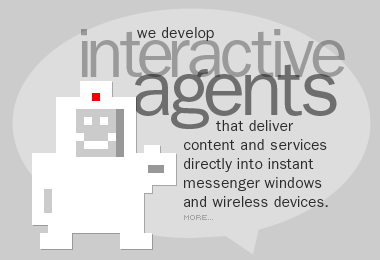 we develop
interactive
agents
that deliver
content and services
directly into instant
messenger windows
and wireless devices.
MORE...